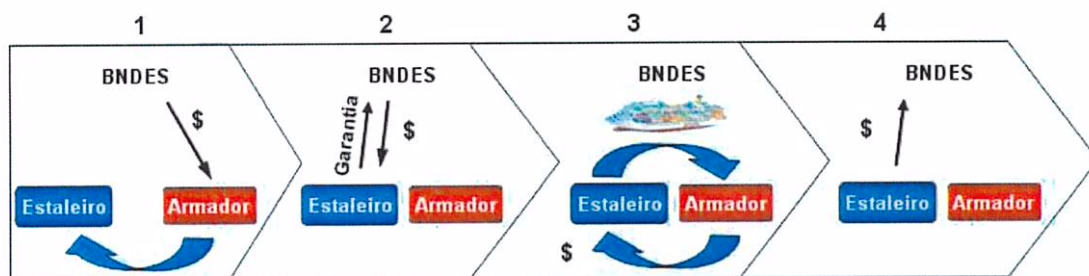 1 2 3 4
BNDES BNDES BNDES BNDES
$ Garantia $ $
Estaleiro Armador Estaleiro Armador Estaleiro Armador Estaleiro Armador
$